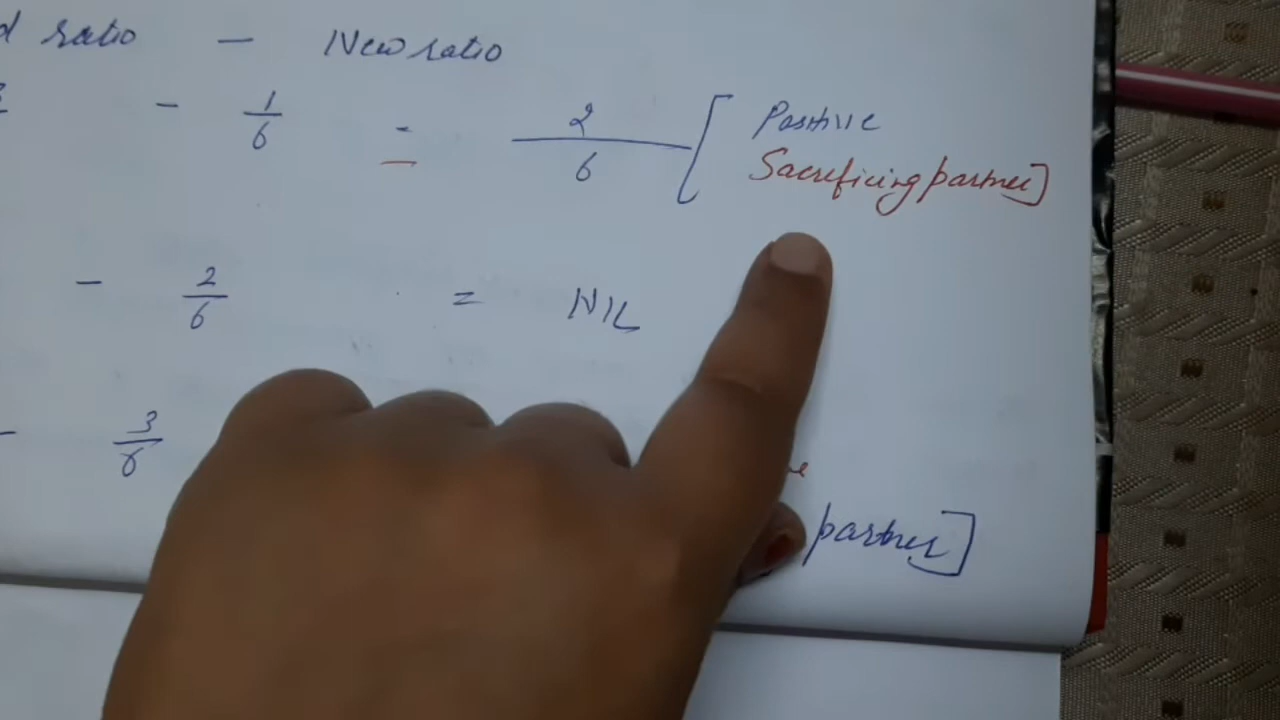 ratio - New ratio
- 1/6 = 2/6 [ Positive
Sacrificing partner]
- 2/6 = NIL
- 3/6
partner]